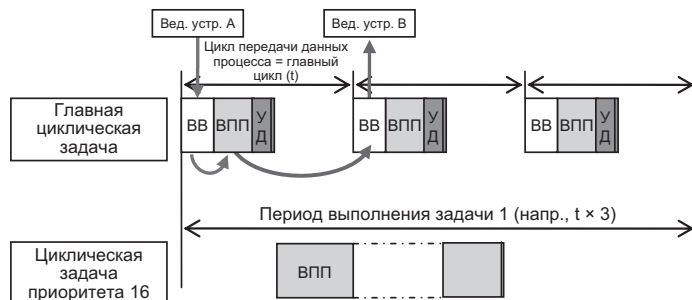 Вед. устр. A
Вед. устр. B
Цикл передачи данных
процесса = главный
цикл (t)
Главная
циклическая
задача
ВВ
ВПП
У
Д
ВВ
ВПП
У
Д
ВВ
ВПП
У
Д
Период выполнения задачи 1 (напр., t × 3)
Циклическая
задача
приоритета 16
ВПП